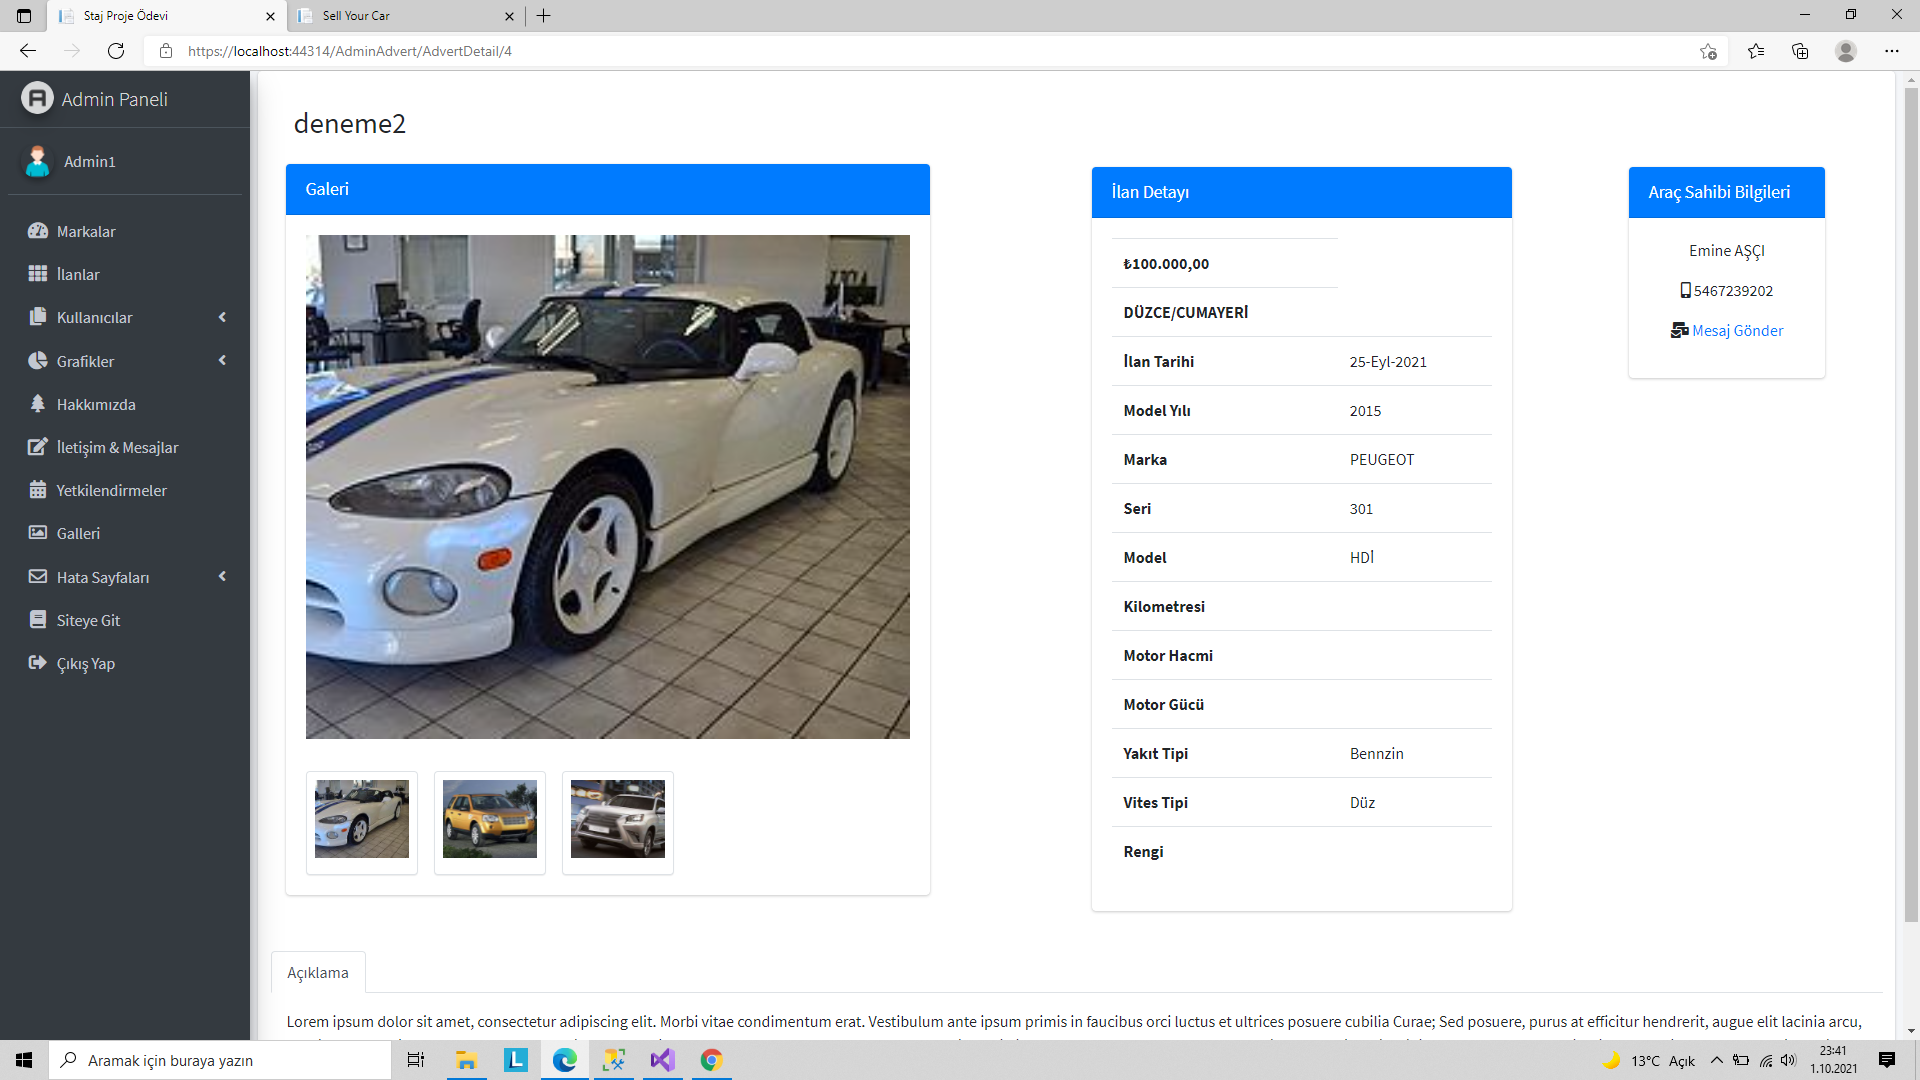 Staj Proje Ödevi
Sell Your Car
https://localhost:44314/AdminAdvert/AdvertDetail/4
Admin Paneli
Admin1
Markalar
İlanlar
Kullanıcılar
Grafikler
Hakkımızda
İletişim & Mesajlar
Yetkilendirmeler
Galleri
Hata Sayfaları
Siteye Git
Çıkış Yap
deneme2
Galeri
İlan Detayı
₺100.000,00
DÜZCE/CUMAYERİ
İlan Tarihi 25-Eyl-2021
Model Yılı 2015
Marka PEUGEOT
Seri 301
Model HDİ
Kilometresi
Motor Hacmi
Motor Gücü
Yakıt Tipi Bennzin
Vites Tipi Düz
Rengi
Araç Sahibi Bilgileri
Emine AŞÇI
5467239202
Mesaj Gönder
Açıklama
Lorem ipsum dolor sit amet, consectetur adipiscing elit. Morbi vitae condimentum erat. Vestibulum ante ipsum primis in faucibus orci luctus et ultrices posuere cubilia Curae; Sed posuere, purus at efficitur hendrerit, augue elit lacinia arcu,
Aramak için buraya yazın
L
13°C Açık
23:41
1.10.2021